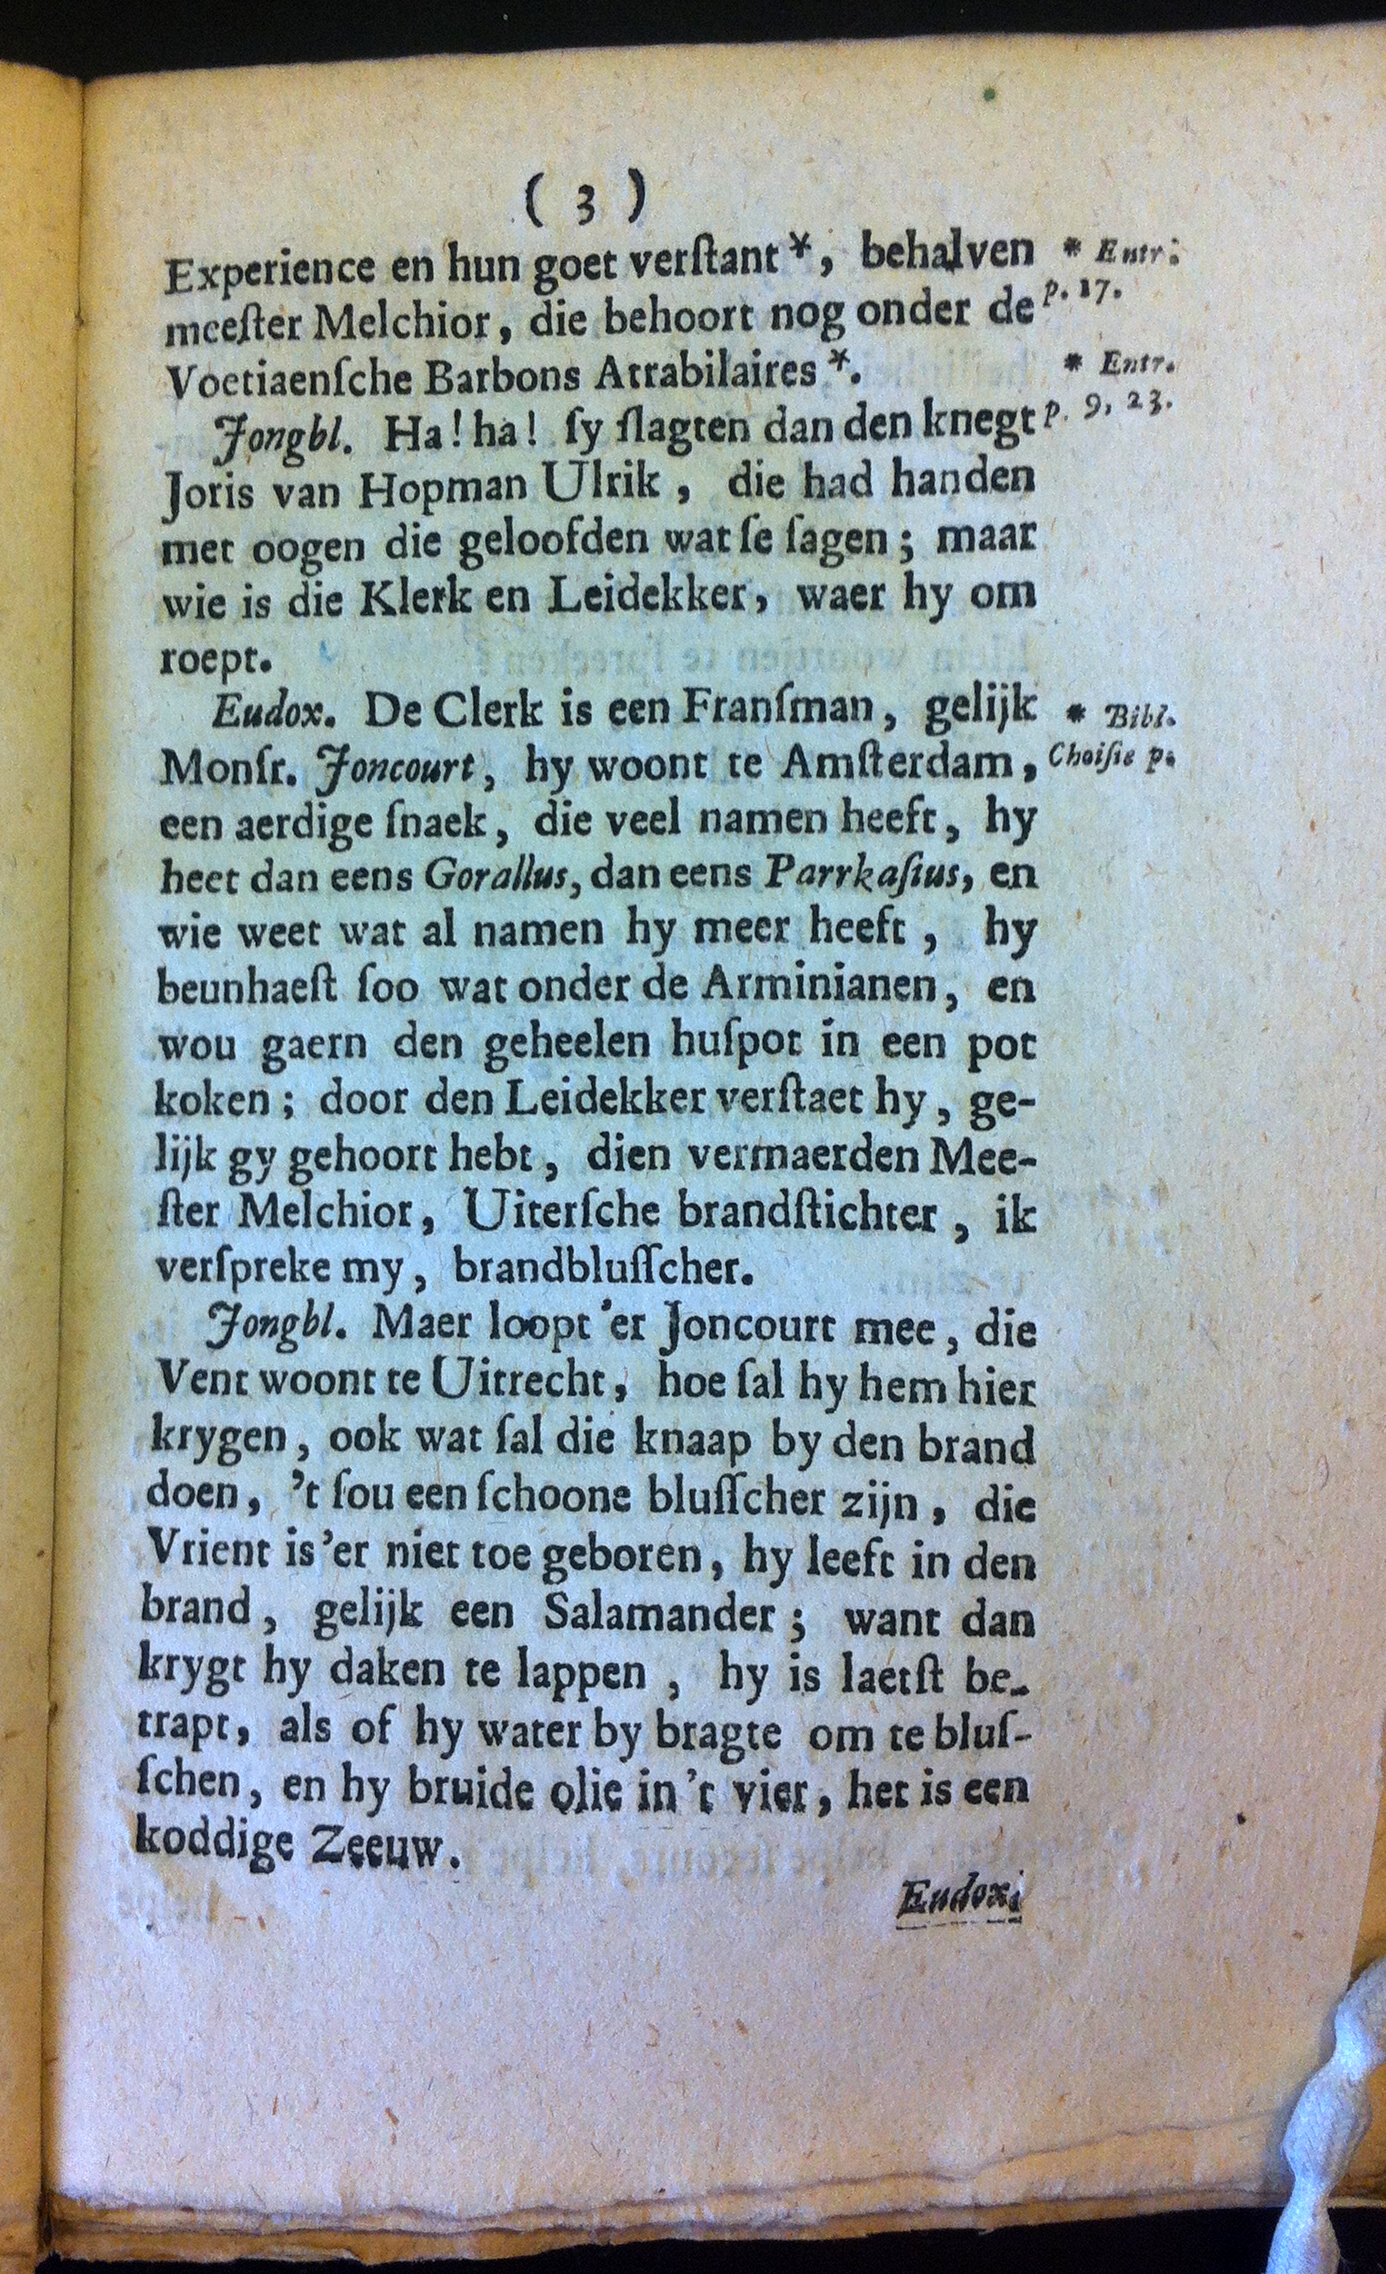 ( 3 )
Experience en hun goet verſtant *, behalven
* Entr.
meeſter Melchior, die behoort nog onder de
p. 17.
Voetiaenſche Barbons Atrabilaires *.
* Entr.
Jongbl. Ha! ha! ſy ſlagten dan den knegt
p. 9, 23.
Joris van Hopman Ulrik, die had handen
met oogen die geloofden wat ſe ſagen; maar
wie is die Klerk en Leidekker, waer hy om
roept.
Eudox. De Clerk is een Franſman, gelijk
* Bibl.
Monſr. Joncourt, hy woont te Amſterdam,
Choiſie p.
een aerdige ſnaek, die veel namen heeft, hy
heet dan eens Gorallus, dan eens Parrkaſius, en
wie weet wat al namen hy meer heeft, hy
beunhaeſt ſoo wat onder de Arminianen, en
wou gaern den geheelen huſpot in een pot
koken; door den Leidekker verſtaet hy, ge-
lijk gy gehoort hebt, dien vermaerden Mee-
ſter Melchior, Uiterſche brandſtichter, ik
verſpreke my, brandbluſſcher.
Jongbl. Maer loopt 'er Joncourt mee, die
Vent woont te Uitrecht, hoe ſal hy hem hier
krygen, ook wat ſal die knaap by den brand
doen, 't ſou een ſchoone bluſſcher zijn, die
Vrient is 'er niet toe geboren, hy leeft in den
brand, gelijk een Salamander; want dan
krygt hy daken te lappen, hy is laetſt be-
trapt, als of hy water by bragte om te bluſ-
ſchen, en hy bruide olie in 't vier, het is een
koddige Zeeuw.
Eudox.